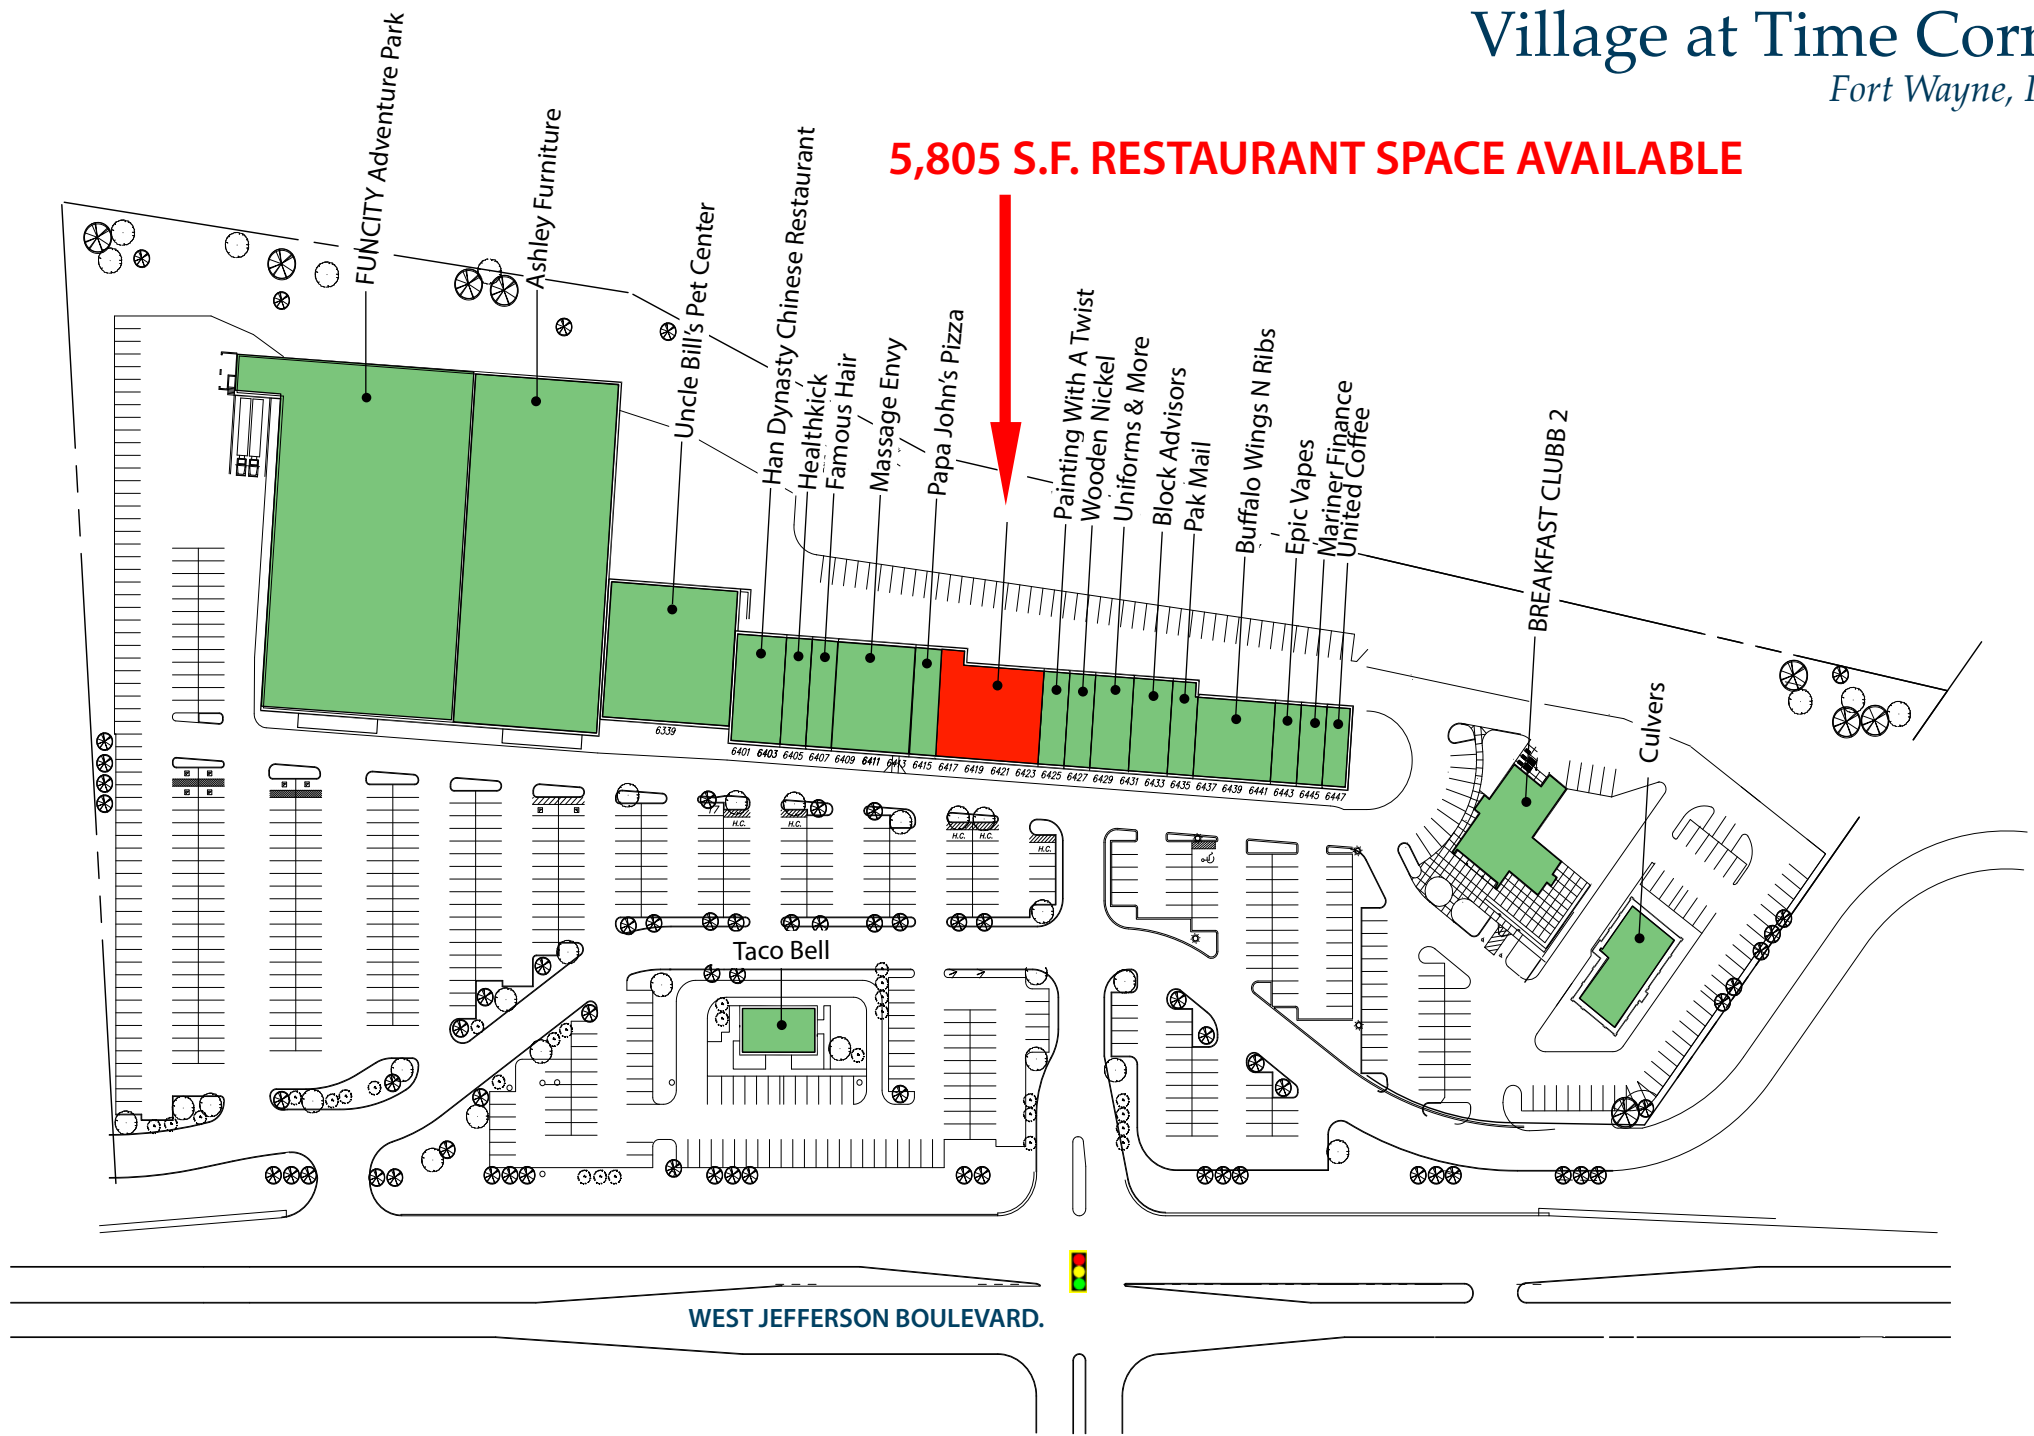 Village at Time Corn
Fort Wayne, I
5,805 S.F. RESTAURANT SPACE AVAILABLE
FUNCITY Adventure Park
Ashley Furniture
Uncle Bill's Pet Center
Han Dynasty Chinese Restaurant
Healthkick
Famous Hair
Massage Envy
Papa John's Pizza
Painting With A Twist
Wooden Nickel
Uniforms & More
Block Advisors
Pak Mail
Buffalo Wings N Ribs
Epic Vapes
Mariner Finance
United Coffee
BREAKFAST CLUBB 2
Culvers
6339
6401 6403 6405 6407 6409 6411 6413 6415 6417 6419 6421 6423 6425 6427 6429 6431 6433 6435 6437 6439 6441 6443 6445 6447
H.C.
H.C.
H.C.
H.C.
H.C.
Taco Bell
WEST JEFFERSON BOULEVARD.